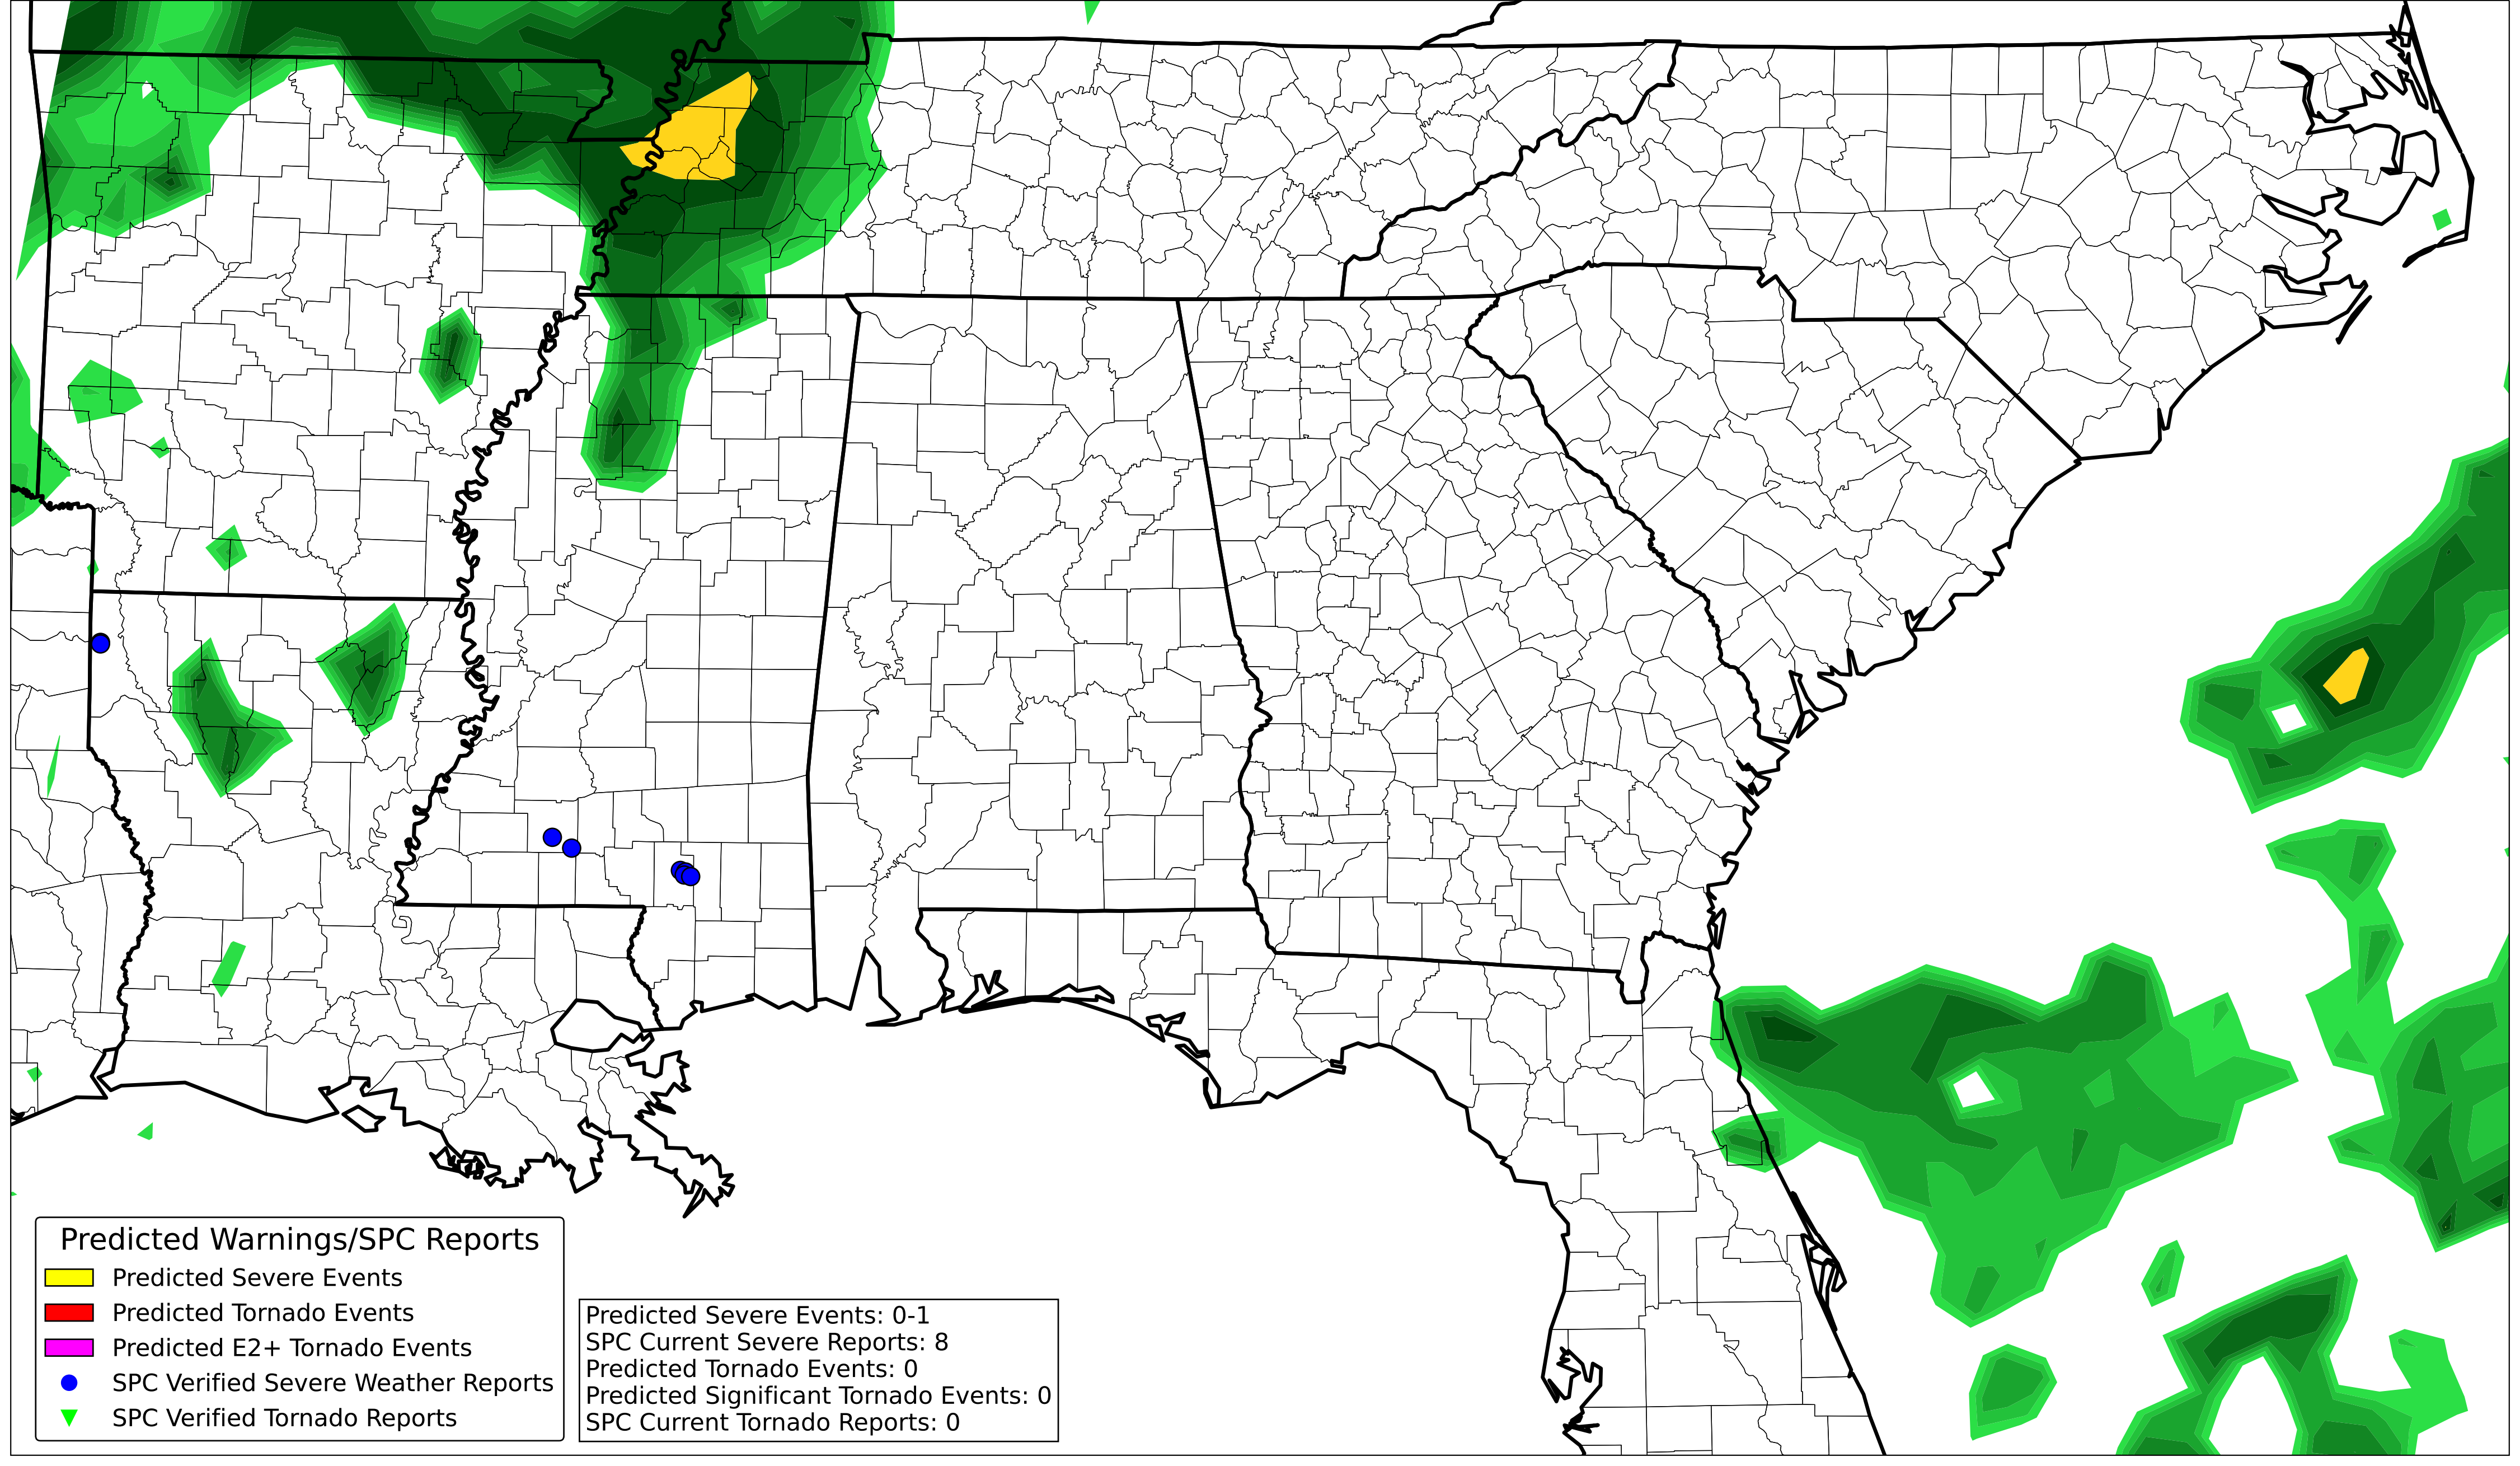 Predicted Warnings/SPC Reports
Predicted Severe Events
Predicted Tornado Events
Predicted E2+ Tornado Events
SPC Verified Severe Weather Reports
SPC Verified Tornado Reports
Predicted Severe Events: 0-1
SPC Current Severe Reports: 8
Predicted Tornado Events: 0
Predicted Significant Tornado Events: 0
SPC Current Tornado Reports: 0